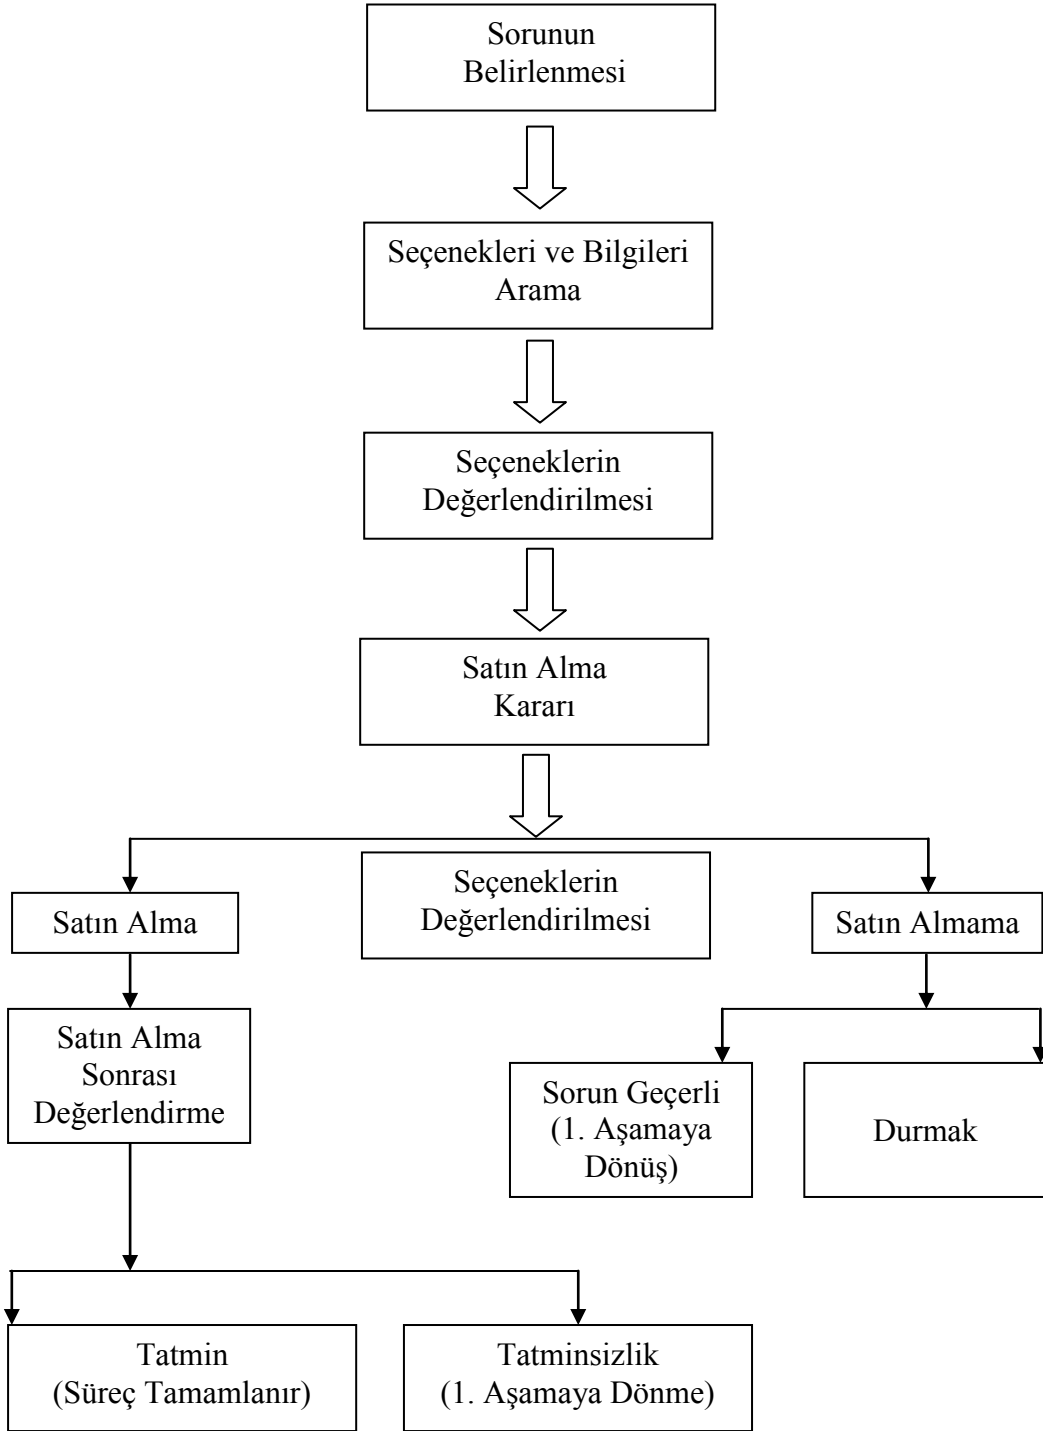 Sorunun
Belirlenmesi
Seçenekleri ve Bilgileri
Arama
Seçeneklerin
Değerlendirilmesi
Satın Alma
Kararı
Seçeneklerin
Değerlendirilmesi
Satın Alma
Satın Almama
Satın Alma
Sonrası
Değerlendirme
Sorun Geçerli
(1. Aşamaya
Dönüş)
Durmak
Tatmin
(Süreç Tamamlanır)
Tatminsizlik
(1. Aşamaya Dönme)